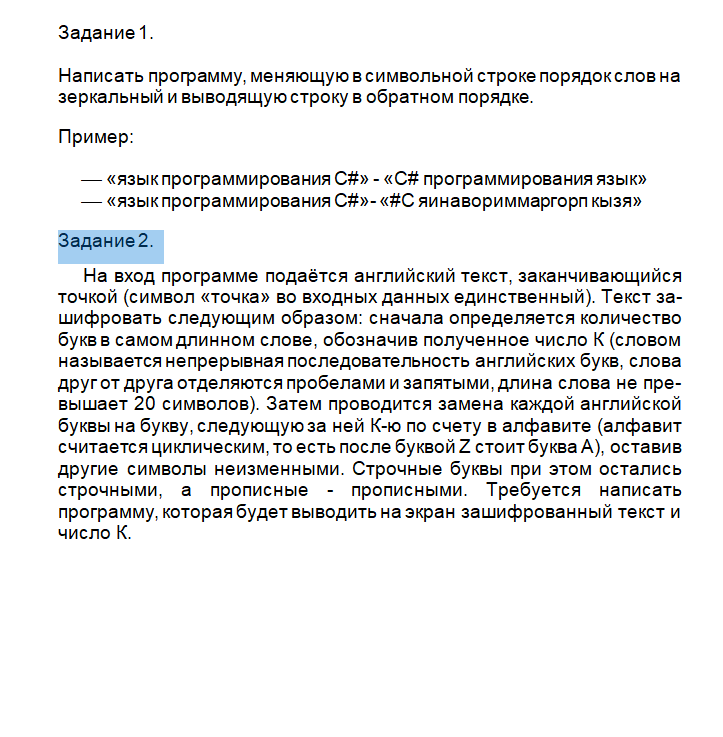 Задание 1.
Написать программу, меняющую в символьной строке порядок слов на
зеркальный и выводящую строку в обратном порядке.
Пример:
— «язык программирования C#» - «C# программирования язык»
— «язык программирования C#»- «#C яинавориммаргорп кызя»
Задание 2.
На вход программе подаётся английский текст, заканчивающийся
точкой (символ «точка» во входных данных единственный). Текст за-
шифровать следующим образом: сначала определяется количество
букв в самом длинном слове, обозначив полученное число К (словом
называется непрерывная последовательность английских букв, слова
друг от друга отделяются пробелами и запятыми, длина слова не пре-
вышает 20 символов). Затем проводится замена каждой английской
буквы на букву, следующую за ней К-ю по счету в алфавите (алфавит
считается циклическим, то есть после буквой Z стоит буква A), оставив
другие символы неизменными. Строчные буквы при этом остались
строчными, а прописные - прописными. Требуется написать
программу, которая будет выводить на экран зашифрованный текст и
число К.